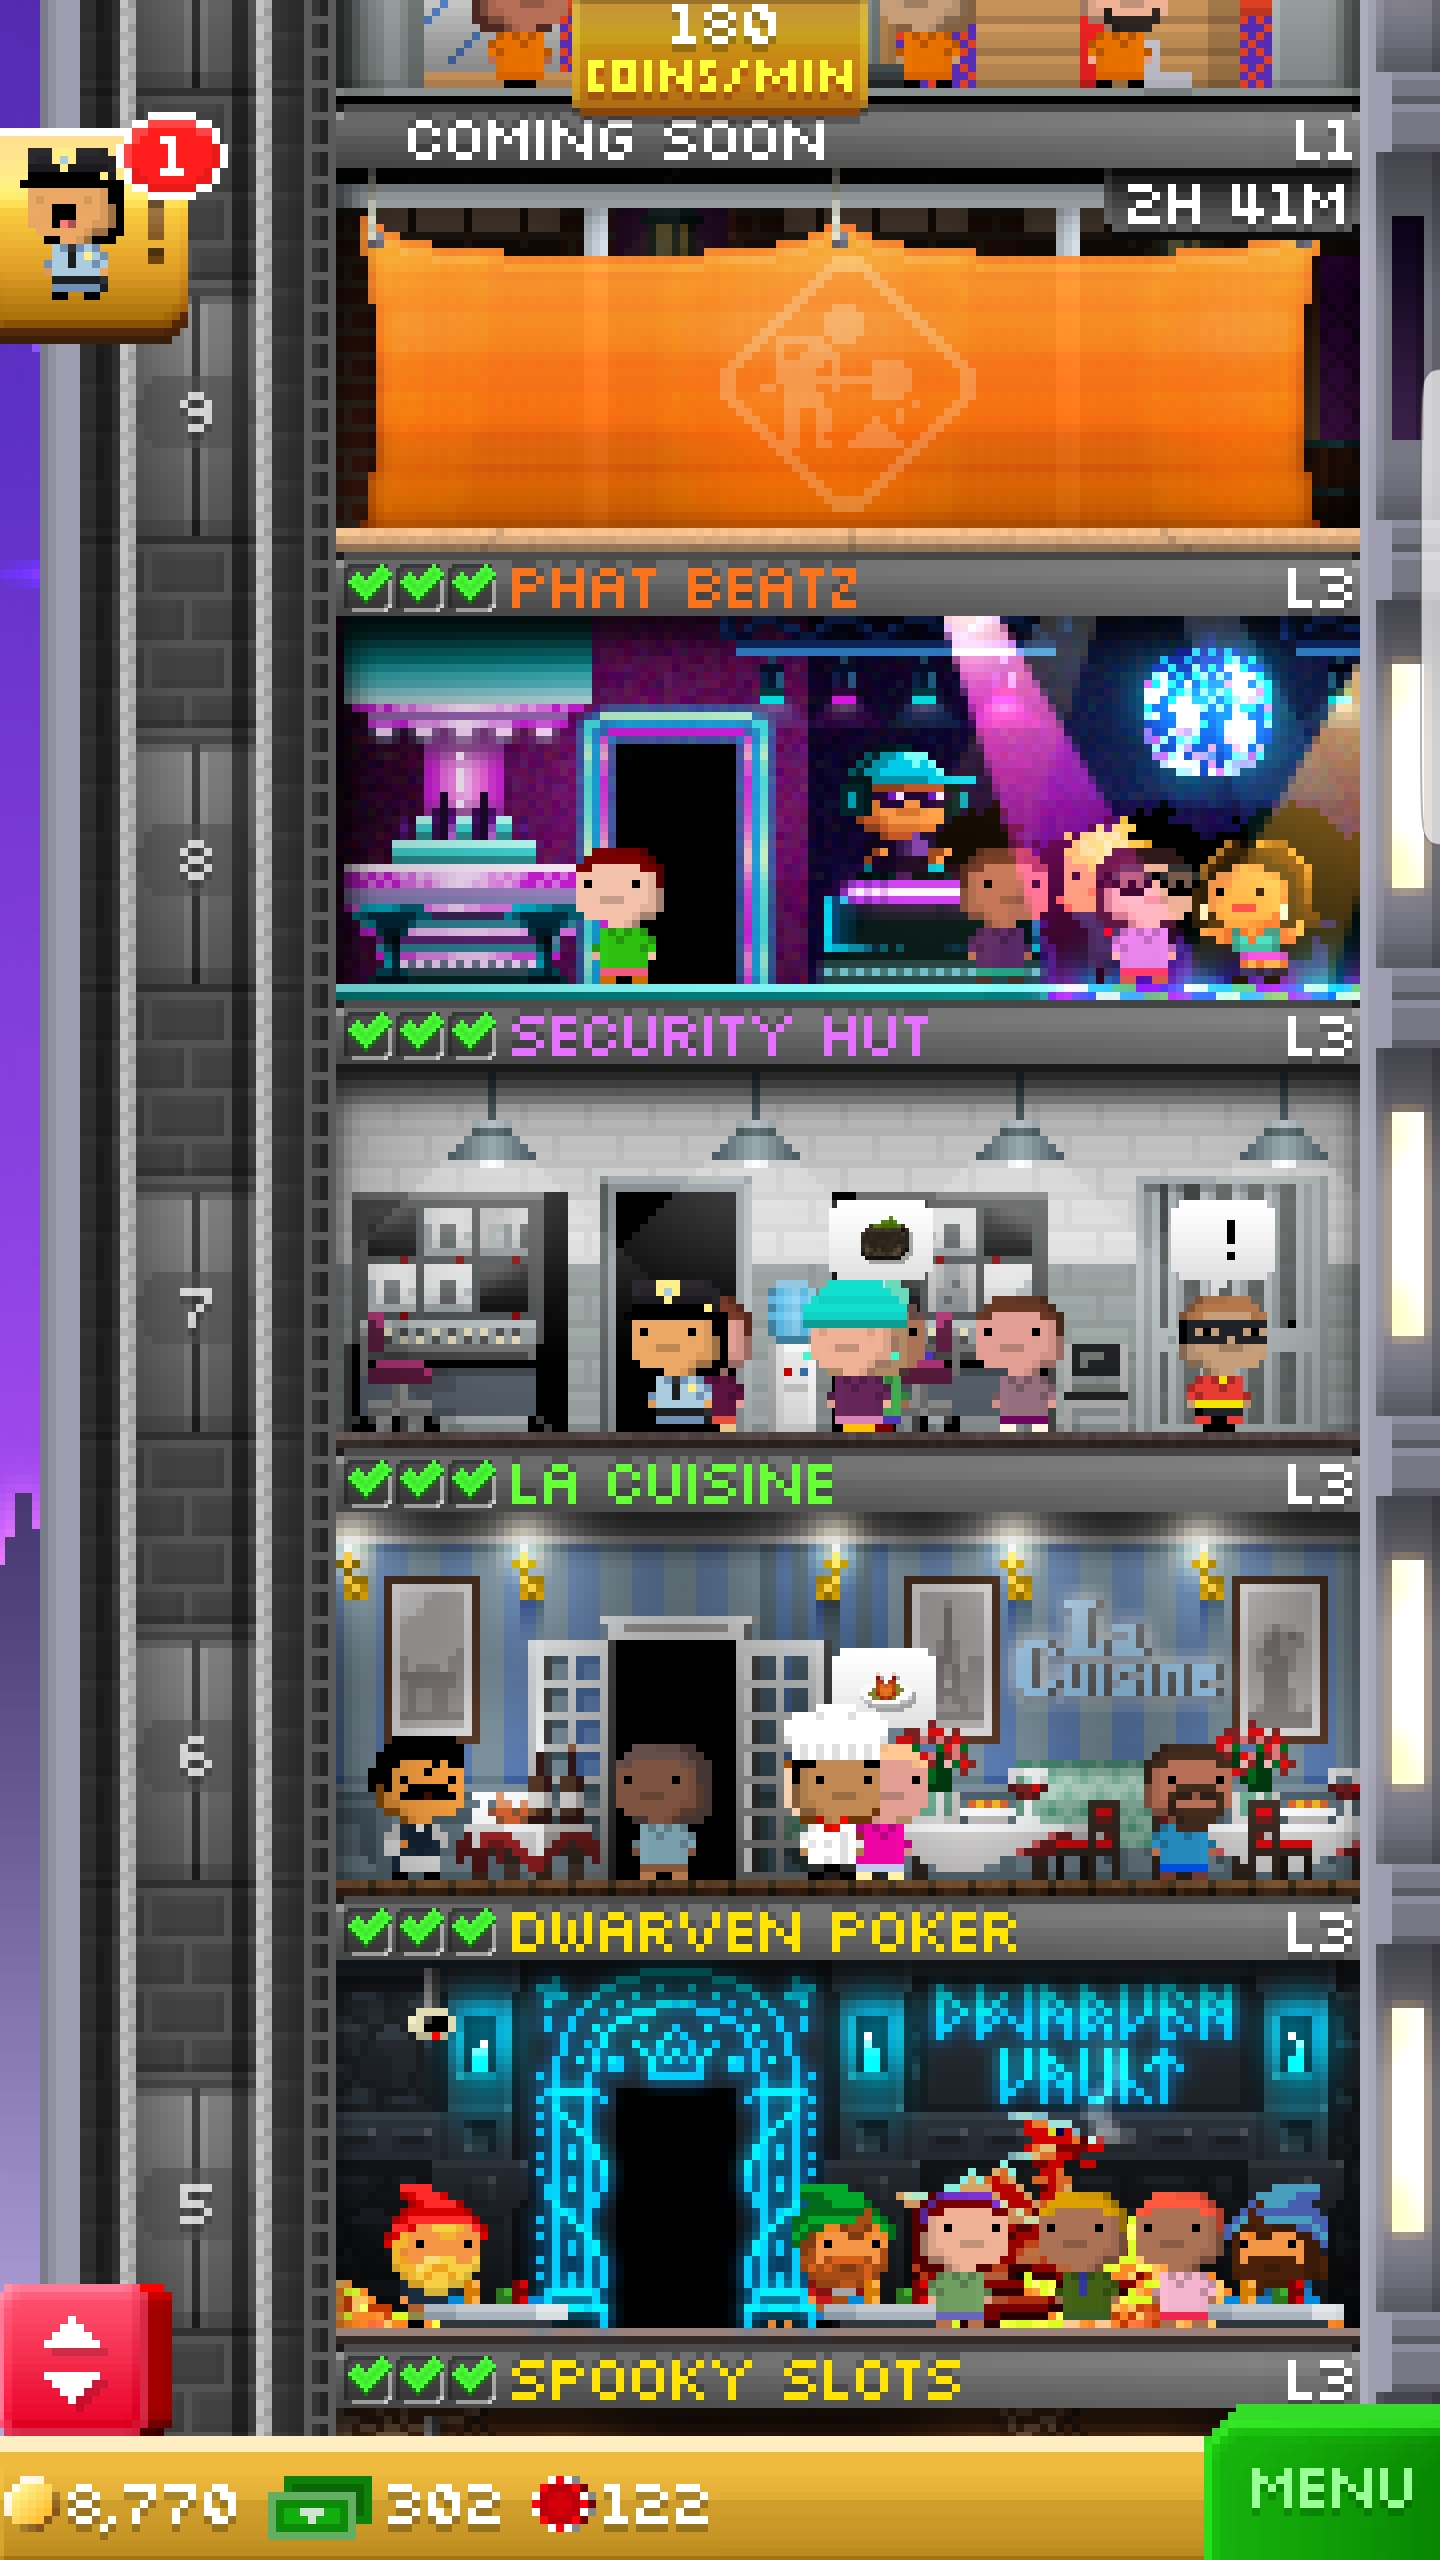 180
COINS/MIN
COMING SOON L1
2H 41M
1
!
9
PHAT BEATZ L3
8
SECURITY HUT L3
!
7
LA CUISINE L3
La
Cuisine
6
DWARVEN POKER L3
DWARVEN
VAULT
5
SPOOKY SLOTS L3
8,770 302 122
MENU